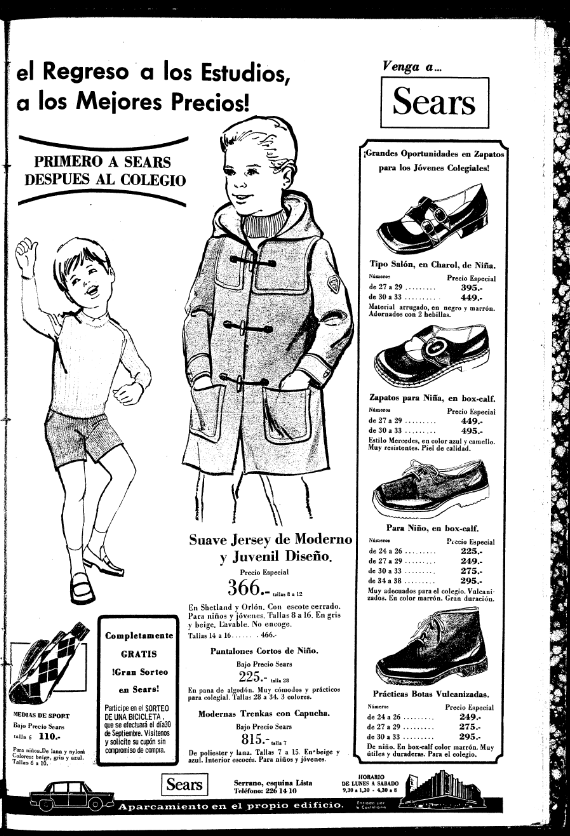 el Regreso a los Estudios,
a los Mejores Precios!
Venga a...
Sears
PRIMERO A SEARS
DESPUES AL COLEGIO
¡Grandes Oportunidades en Zapatos
para los Jóvenes Colegiales!
Tipo Salón, en Charol, de Niña.
Números Precio Especial
de 27 a 29 ......... 395.-
de 30 a 33 ......... 449.-
Material arrugado, en negro y marrón.
Adornados con 2 hebillas.
Zapatos para Niña, en box-calf.
Números Precio Especial
de 27 a 29 ......... 449.-
de 30 a 33 ......... 495.-
Estilo Mercedes, en color azul y camello.
Muy resistentes. Piel de calidad.
Para Niño, en box-calf.
Números Precio Especial
de 24 a 26 ......... 225.-
de 27 a 29 ......... 249.-
de 30 a 33 ......... 275.-
de 34 a 38 ......... 295.-
Muy adecuados para el colegio. Vulcani-
zados. En color marrón. Gran duración.
Prácticas Botas Vulcanizadas.
Números Precio Especial
de 24 a 26 ......... 249.-
de 27 a 29 ......... 275.-
de 30 a 33 ......... 295.-
De niño. En box-calf color marrón. Muy
útiles y duraderas. Para el colegio.
Suave Jersey de Moderno
y Juvenil Diseño.
Precio Especial
366.- tallas 8 a 12
En Shetland y Orlón. Con escote cerrado.
Para niños y jóvenes. Tallas 8 a 16. En gris
y beige. Lavable. No encoge.
Tallas 14 a 16 ....... 466.-
Pantalones Cortos de Niño.
Bajo Precio Sears
225.- talla 28
En pana de algodón. Muy cómodos y prácticos
para colegial. Tallas 28 a 34. 3 colores.
Modernas Trenkas con Capucha.
Bajo Precio Sears
815.- talla 7
De poliester y lana. Tallas 7 a 15. En beige y
azul. Interior escocés. Para niños y jóvenes.
Completamente
GRATIS
¡Gran Sorteo
en Sears!
Participe en el SORTEO
DE UNA BICICLETA,
que se efectuará el día 30
de Septiembre. Visítenos
y solicite su cupón sin
compromiso de compra.
MEDIAS DE SPORT
Bajo Precio Sears
talla 6 110.-
Para niños. De lana y nylon
Colores: beige, gris y azul.
Tallas 6 a 10.
Sears
Serrano, esquina Lista
Teléfono: 226 14 10
HORARIO
DE LUNES A SABADO
9,30 a 1,30 - 4,30 a 8
Aparcamiento en el propio edificio.